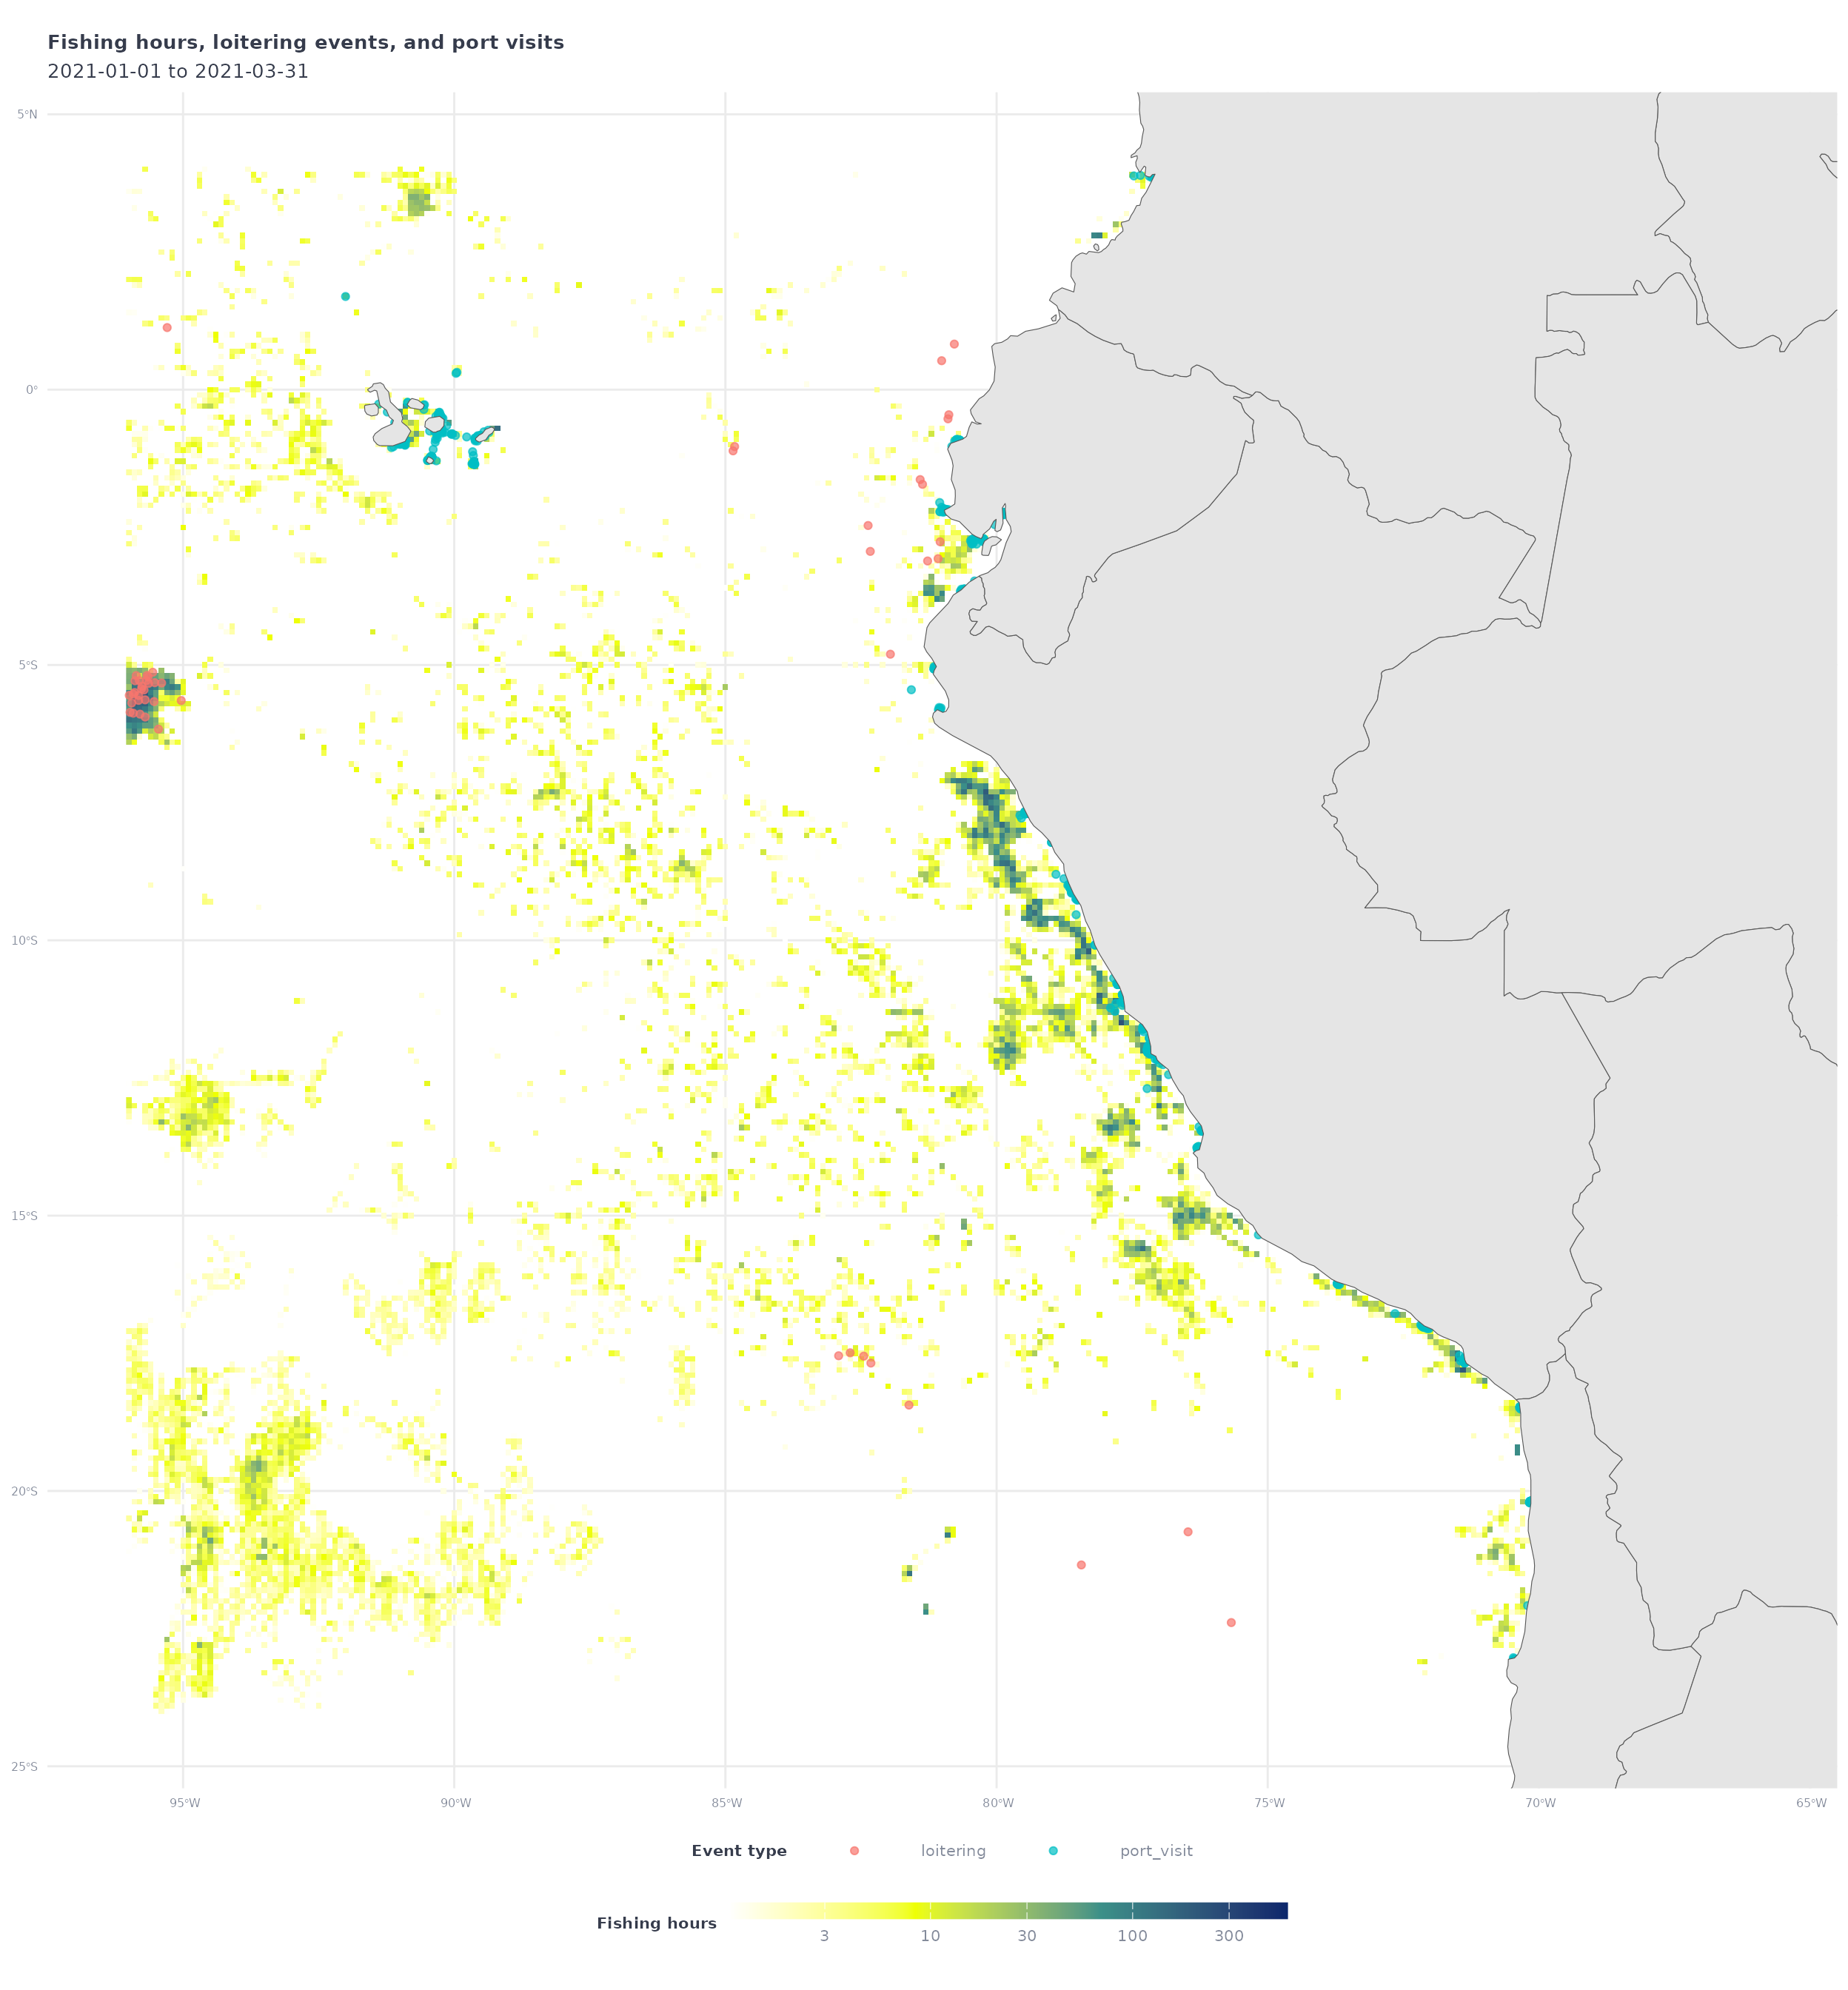 Fishing hours, loitering events, and port visits
2021-01-01 to 2021-03-31
5°N
0°
5°S
10°S
15°S
20°S
25°S
95°W 90°W 85°W 80°W 75°W 70°W 65°W
Event type loitering port_visit
Fishing hours
3 10 30 100 300